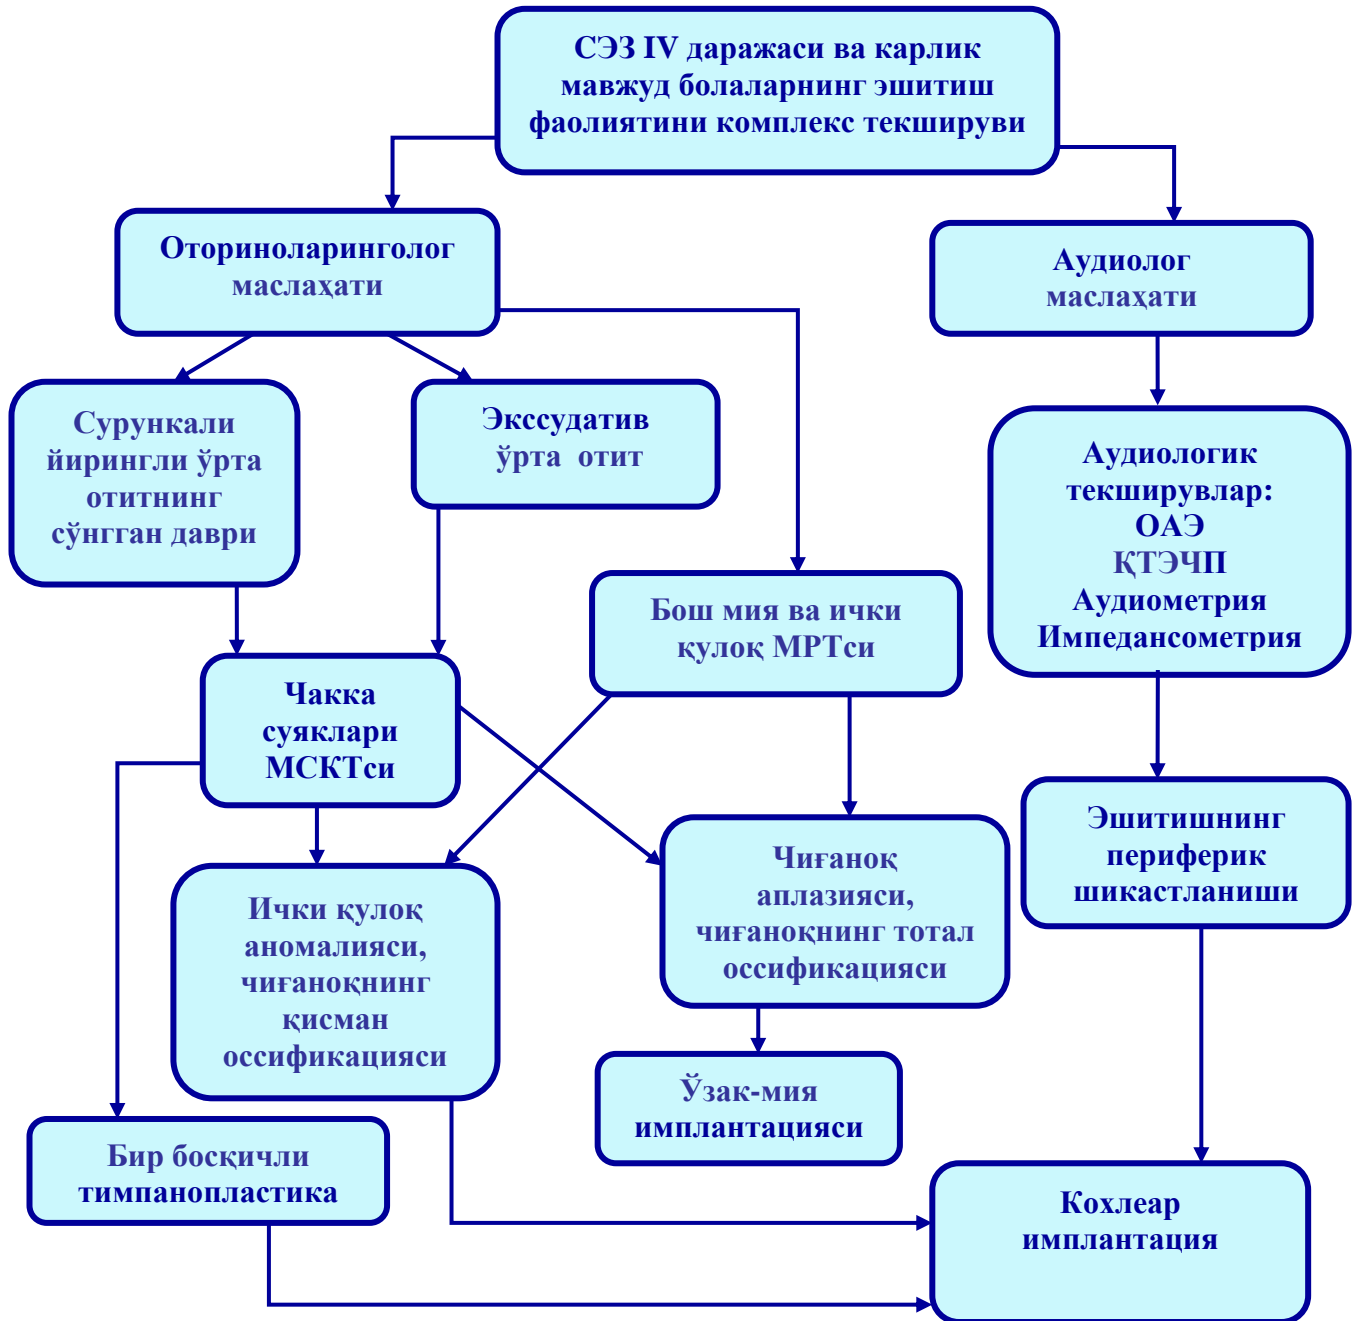 СЭЗ IV даражаси ва карлик
мавжуд болаларнинг эшитиш
фаолиятини комплекс текшируви
Оториноларинголог
маслаҳати
Аудиолог
маслаҳати
Сурункали
йирингли ўрта
отитнинг
сўнгган даври
Экссудатив
ўрта отит
Аудиологик
текширувлар:
ОАЭ
ҚТЭЧП
Аудиометрия
Импедансометрия
Бош мия ва ички
қулоқ МРТси
Чакка
суяклари
МСКТси
Эшитишнинг
периферик
шикастланиши
Ички қулоқ
аномалияси,
чиғаноқнинг
қисман
оссификацияси
Чиғаноқ
аплазияси,
чиғаноқнинг тотал
оссификацияси
Ўзак-мия
имплантацияси
Бир босқичли
тимпанопластика
Кохлеар
имплантация